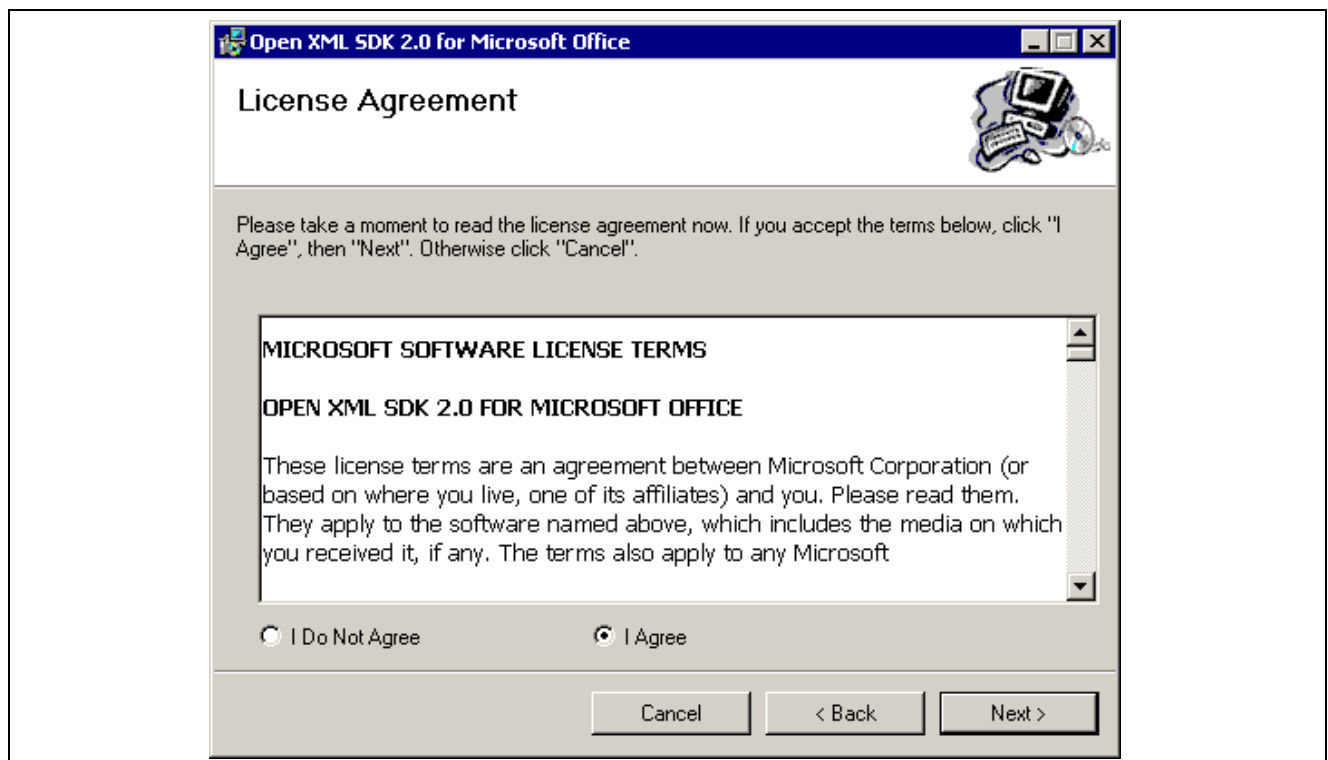 Open XML SDK 2.0 for Microsoft Office
License Agreement
Please take a moment to read the license agreement now. If you accept the terms below, click "I
Agree", then "Next". Otherwise click "Cancel".
MICROSOFT SOFTWARE LICENSE TERMS
OPEN XML SDK 2.0 FOR MICROSOFT OFFICE
These license terms are an agreement between Microsoft Corporation (or
based on where you live, one of its affiliates) and you. Please read them.
They apply to the software named above, which includes the media on which
you received it, if any. The terms also apply to any Microsoft
I Do Not Agree
I Agree
Cancel
< Back
Next >